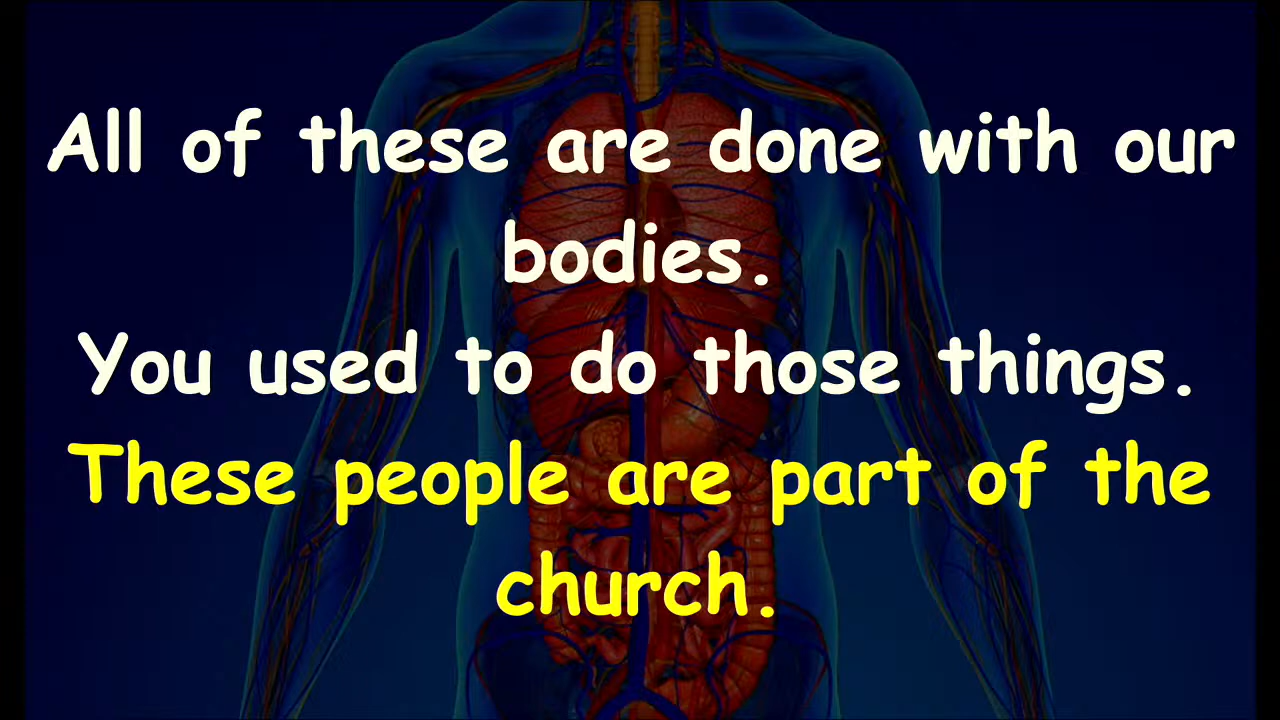 All of these are done with our
bodies.
You used to do those things.
These people are part of the
church.